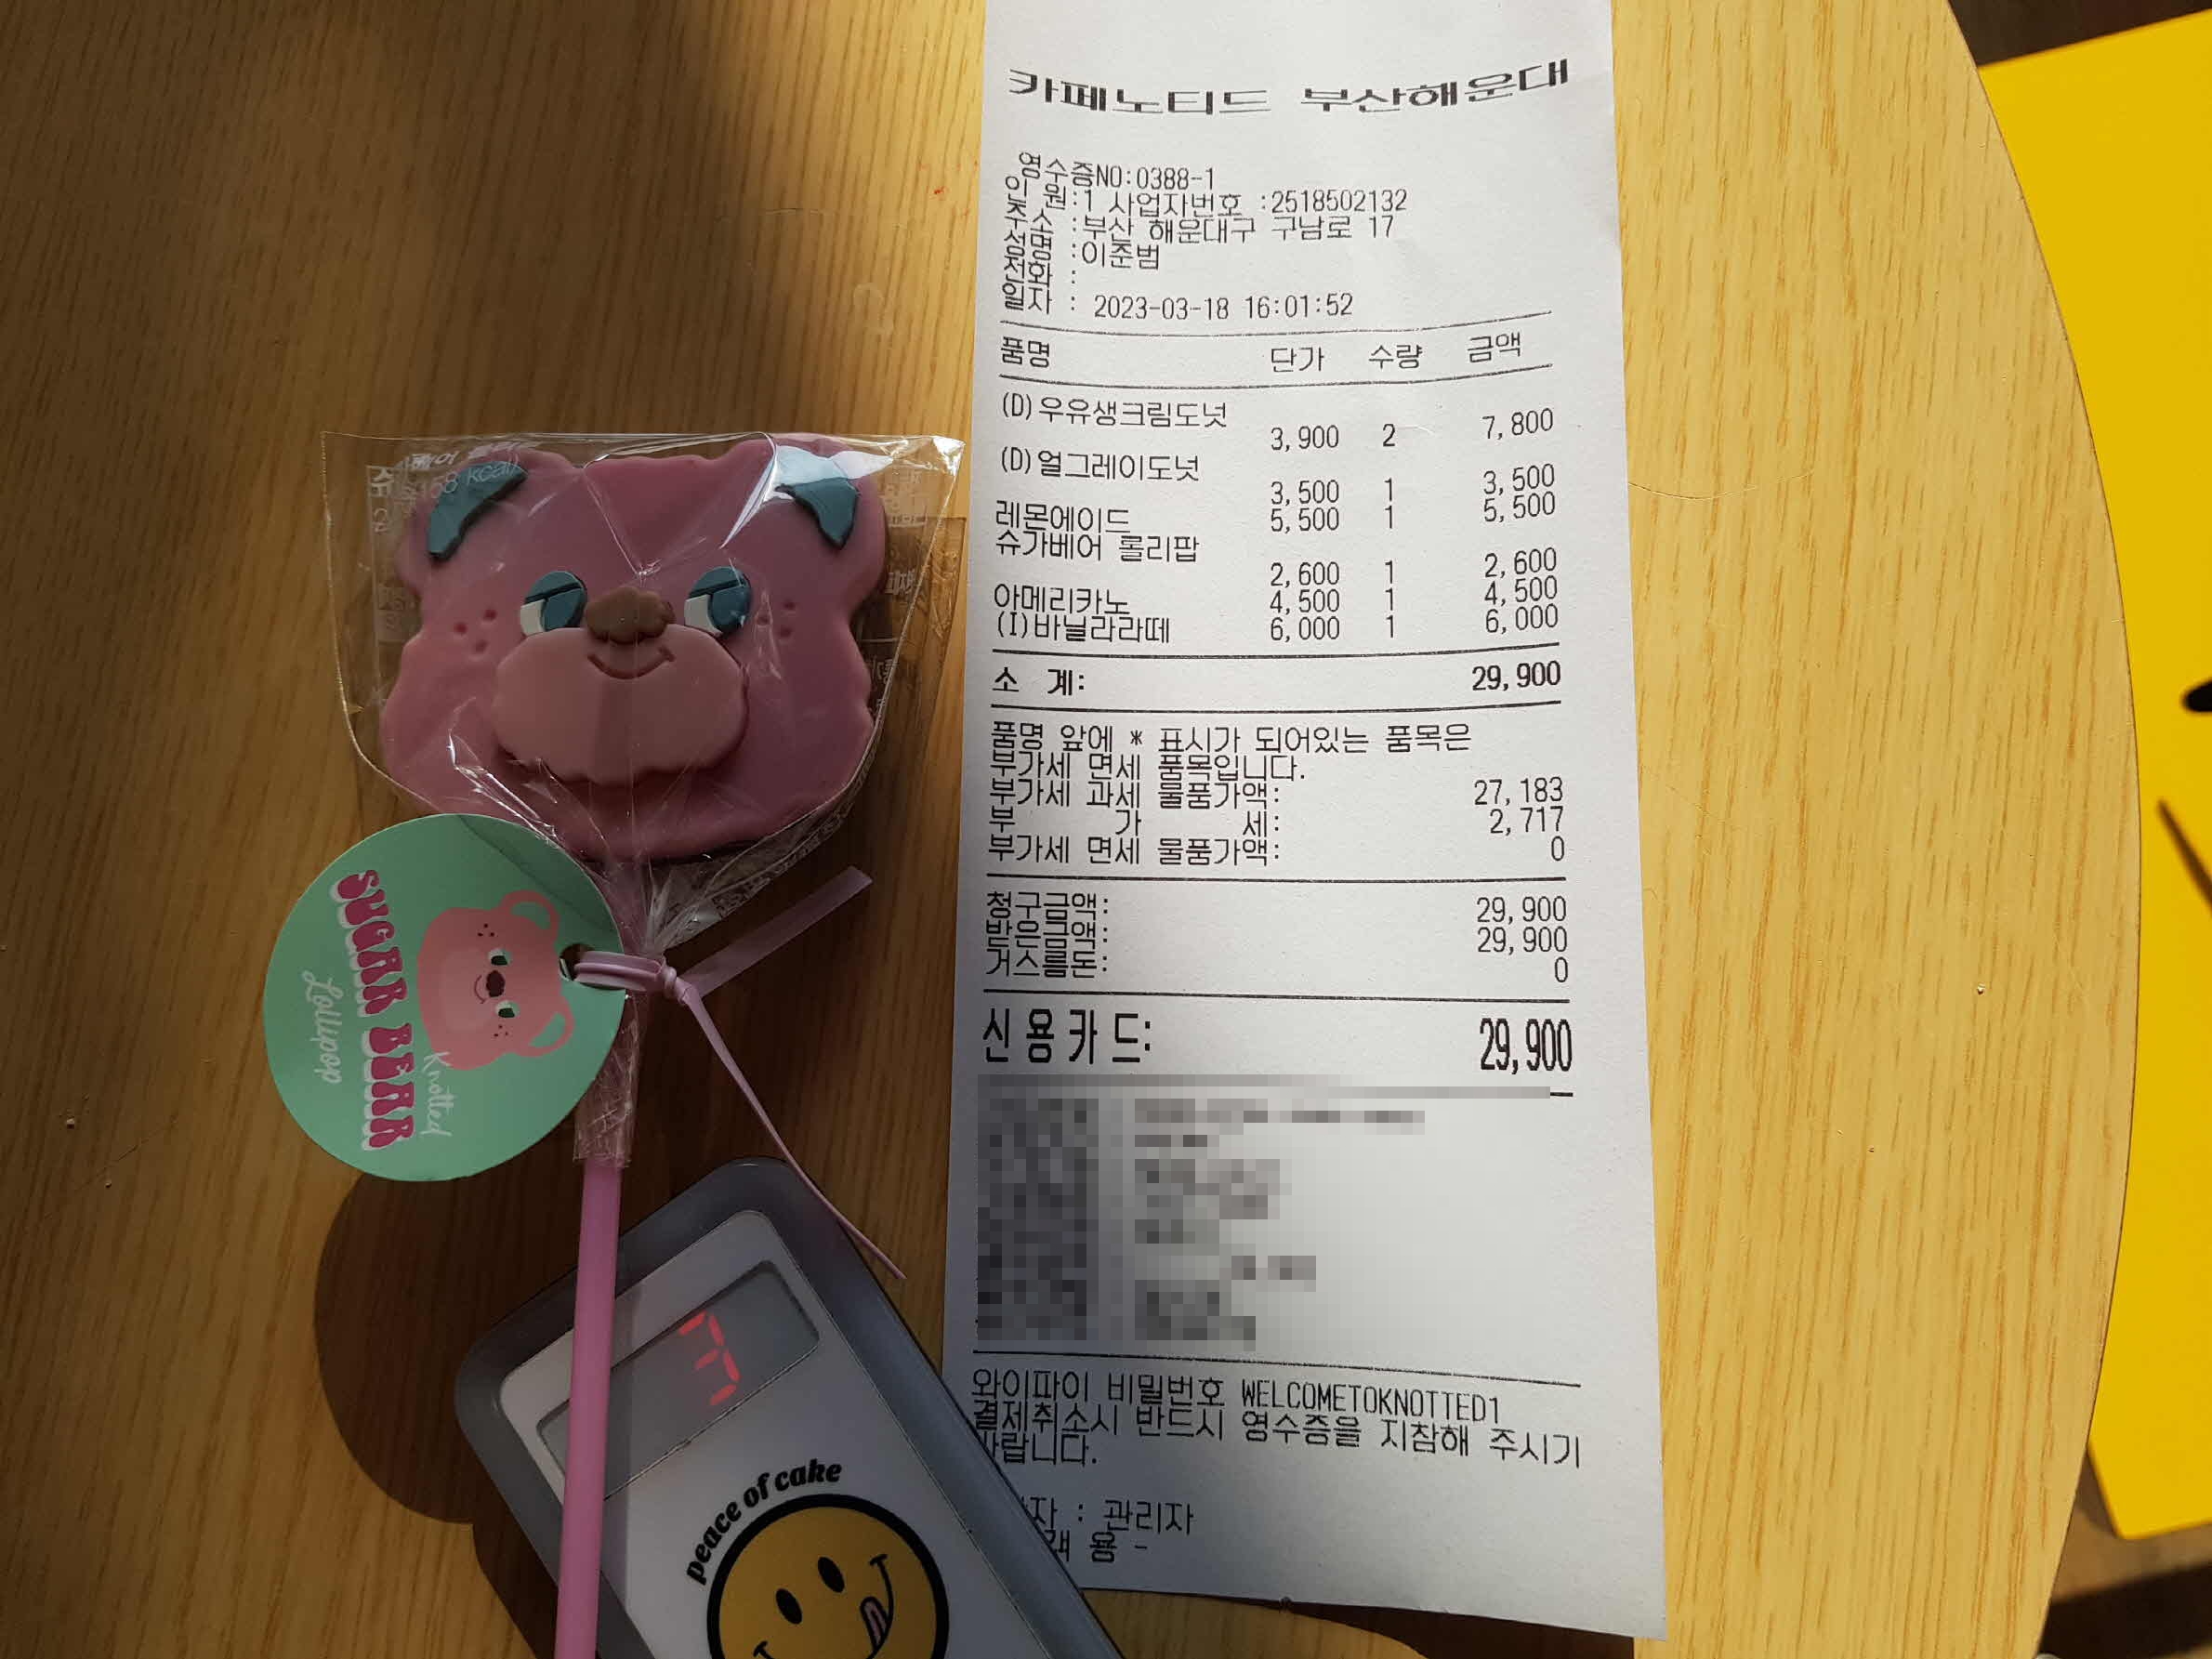 카페노티드 부산해운대
영수증NO:0388-1
인 원:1 사업자번호 :2518502132
주소 :부산 해운대구 구남로 17
성명 :이준범
전화 :
일자 : 2023-03-18 16:01:52
품명 단가 수량 금액
(D)우유생크림도넛
3,900 2 7,800
(D)얼그레이도넛
3,500 1 3,500
레몬에이드 5,500 1 5,500
슈가베어 롤리팝
2,600 1 2,600
아메리카노 4,500 1 4,500
(I)바닐라라떼 6,000 1 6,000
소 계: 29,900
품명 앞에 * 표시가 되어있는 품목은
부가세 면세 품목입니다.
부가세 과세 물품가액: 27,183
부 가 세: 2,717
부가세 면세 물품가액: 0
청구금액: 29,900
받은금액: 29,900
거스름돈: 0
신용카드: 29,900
와이파이 비밀번호 WELCOMETOKNOTTED1
결제취소시 반드시 영수증을 지참해 주시기
바랍니다.
자 : 관리자
객 용 -
158 kcal
SUGAR BEAR
Lollipop
Knotted
peace of cake